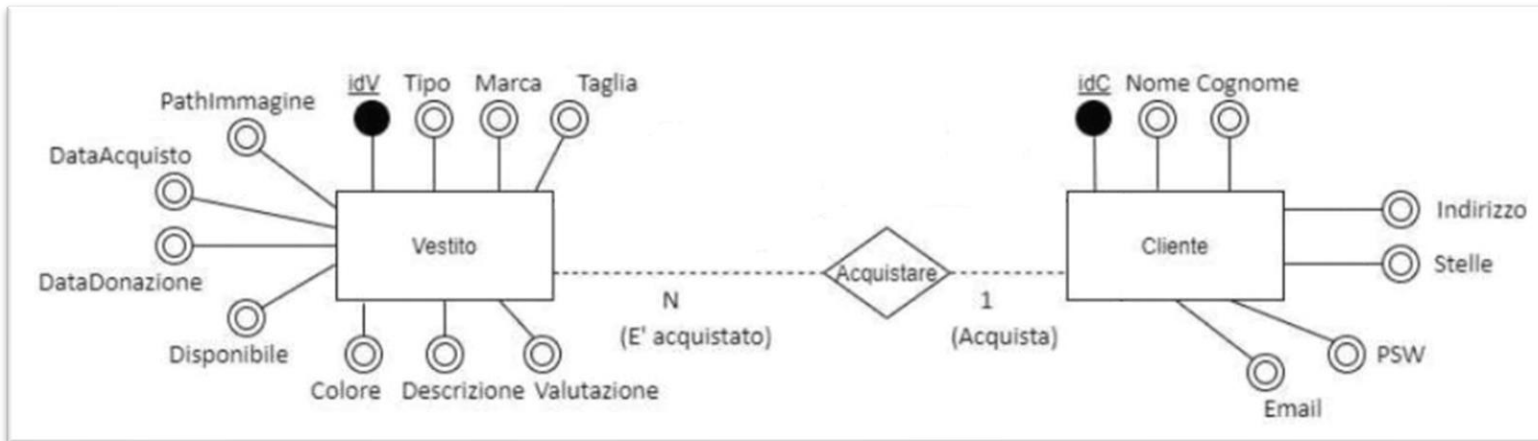 idV Tipo Marca Taglia
PathImmagine
DataAcquisto
DataDonazione
Disponibile
Vestito
Colore Descrizione Valutazione
Acquistare
N
(E' acquistato)
1
(Acquista)
idC Nome Cognome
Cliente
Indirizzo
Stelle
PSW
Email